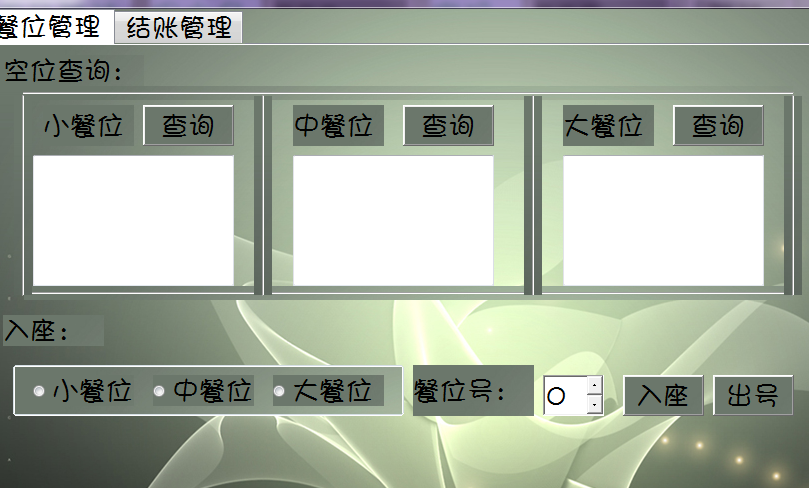 餐位管理 结账管理
空位查询：
小餐位 查询 中餐位 查询 大餐位 查询
入座：
小餐位 中餐位 大餐位 餐位号： 0 入座 出号